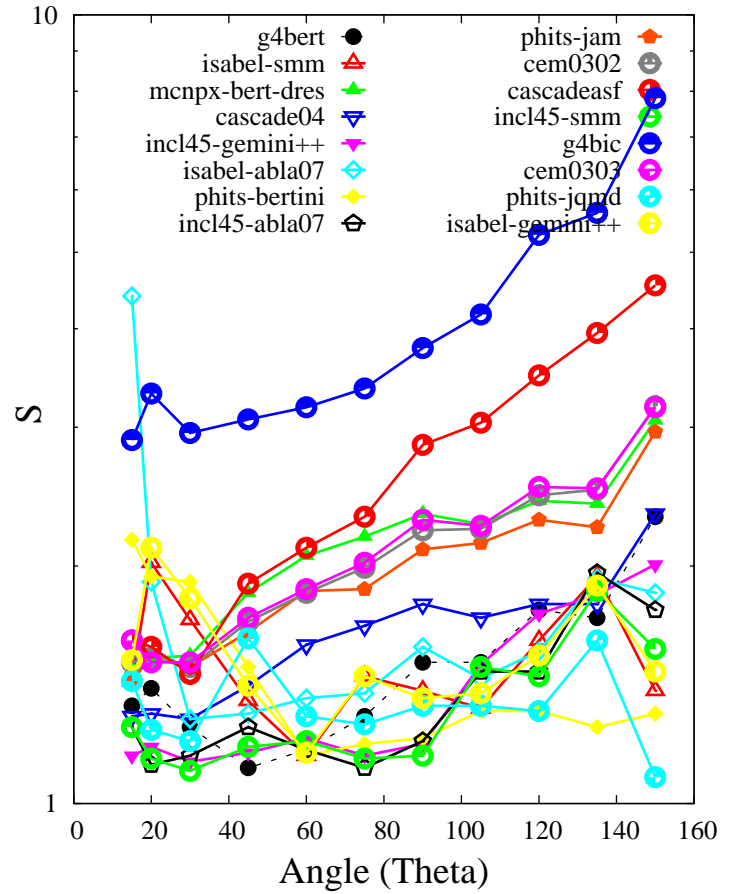 10
g4bert
isabel-smm
mcnpx-bert-dres
cascade04
incl45-gemini++
isabel-abla07
phits-bertini
incl45-abla07
phits-jam
cem0302
cascadeasf
incl45-smm
g4bic
cem0303
phits-jqmd
isabel-gemini++
S
1
0 20 40 60 80 100 120 140 160
Angle (Theta)